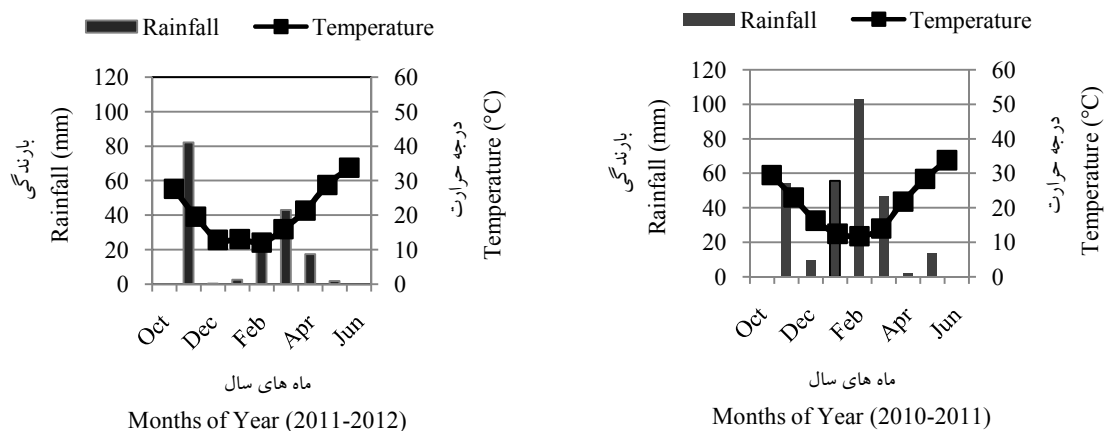 Rainfall Temperature
120
100
80
60
40
20
0
بارندگی
Rainfall (mm)
60
50
40
30
20
10
0
درجه حرارت
Temperature (°C)
Oct Dec Feb Apr Jun
ماه های سال
Months of Year (2011-2012)
Rainfall Temperature
120
100
80
60
40
20
0
بارندگی
Rainfall (mm)
60
50
40
30
20
10
0
درجه حرارت
Temperature (°C)
Oct Dec Feb Apr Jun
ماه های سال
Months of Year (2010-2011)